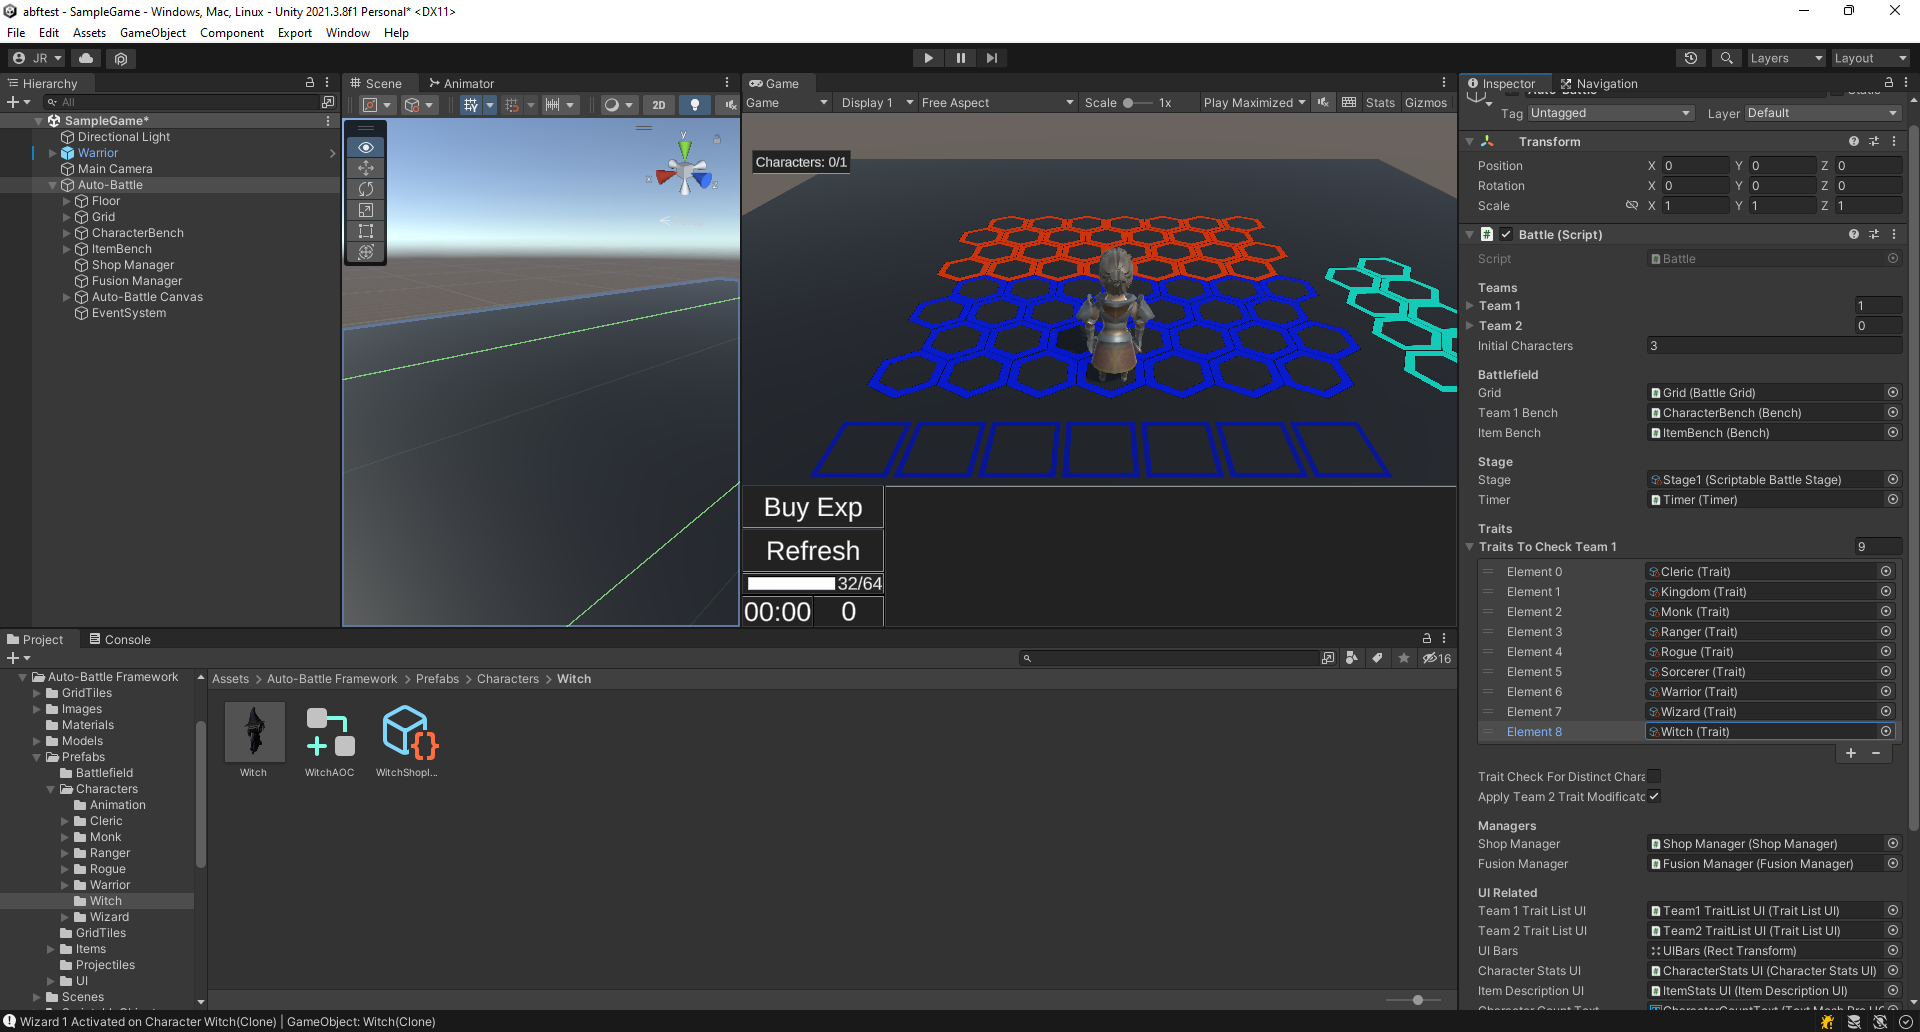 abftest - SampleGame - Windows, Mac, Linux - Unity 2021.3.8f1 Personal* <DX11>
File Edit Assets GameObject Component Export Window Help
JR Layers Layout
Hierarchy
All
SampleGame*
Directional Light
Warrior
Main Camera
Auto-Battle
Floor
Grid
CharacterBench
ItemBench
Shop Manager
Fusion Manager
Auto-Battle Canvas
EventSystem
Scene Animator
2D
y
x
z
Game
Game Display 1 Free Aspect Scale 1x Play Maximized Stats Gizmos
Characters: 0/1
Buy Exp
Refresh
32/64
00:00 0
Inspector Navigation
Tag Untagged Layer Default
Transform
Position X 0 Y 0 Z 0
Rotation X 0 Y 0 Z 0
Scale X 1 Y 1 Z 1
# Battle (Script)
Script Battle
Teams
Team 1 1
Team 2 0
Initial Characters 3
Battlefield
Grid Grid (Battle Grid)
Team 1 Bench CharacterBench (Bench)
Item Bench ItemBench (Bench)
Stage
Stage Stage1 (Scriptable Battle Stage)
Timer Timer (Timer)
Traits
Traits To Check Team 1 9
Element 0 Cleric (Trait)
Element 1 Kingdom (Trait)
Element 2 Monk (Trait)
Element 3 Ranger (Trait)
Element 4 Rogue (Trait)
Element 5 Sorcerer (Trait)
Element 6 Warrior (Trait)
Element 7 Wizard (Trait)
Element 8 Witch (Trait)
+ −
Trait Check For Distinct Chara
Apply Team 2 Trait Modificatc
Managers
Shop Manager Shop Manager (Shop Manager)
Fusion Manager Fusion Manager (Fusion Manager)
UI Related
Team 1 Trait List UI Team1 TraitList UI (Trait List UI)
Team 2 Trait List UI Team2 TraitList UI (Trait List UI)
UI Bars UIBars (Rect Transform)
Character Stats UI CharacterStats UI (Character Stats UI)
Item Description UI ItemStats UI (Item Description UI)
Project Console
16
Auto-Battle Framework
GridTiles
Images
Materials
Models
Prefabs
Battlefield
Characters
Animation
Cleric
Monk
Ranger
Rogue
Warrior
Witch
Wizard
GridTiles
Items
Projectiles
UI
Scenes
Assets > Auto-Battle Framework > Prefabs > Characters > Witch
Witch WitchAOC WitchShopI...
Wizard 1 Activated on Character Witch(Clone) | GameObject: Witch(Clone)